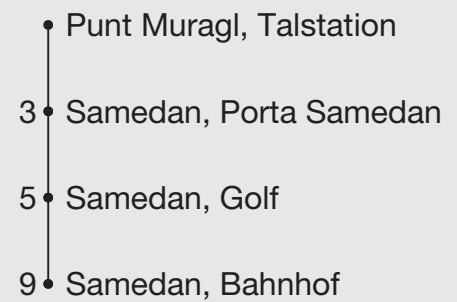 Punt Muragl, Talstation
3 Samedan, Porta Samedan
5 Samedan, Golf
9 Samedan, Bahnhof